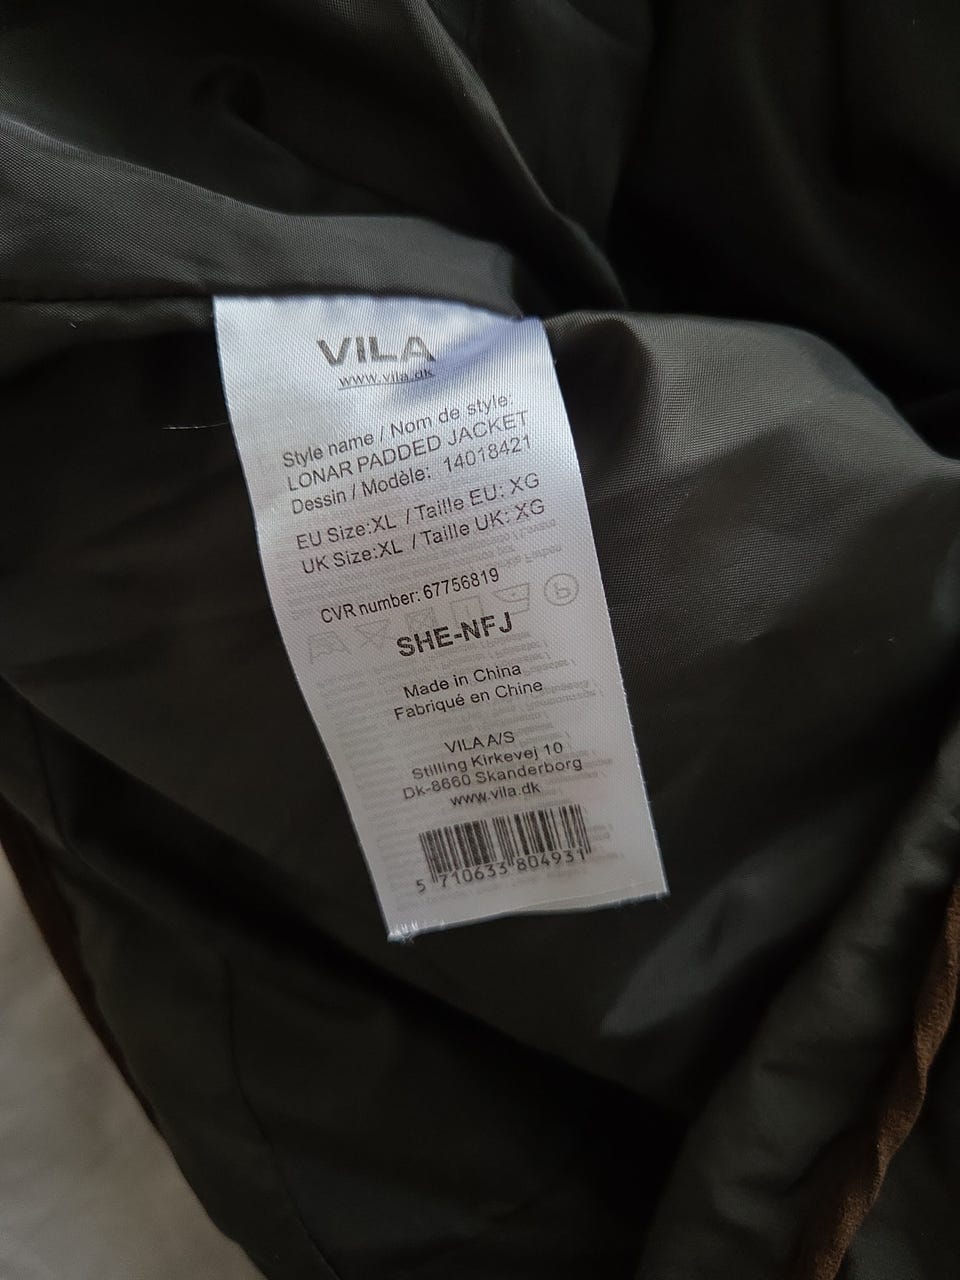 VILA
www.vila.dk
Style name / Nom de style:
LONAR PADDED JACKET
Dessin / Modèle: 14018421
EU Size:XL / Taille EU: XG
UK Size:XL / Taille UK: XG
CVR number: 67756819
SHE-NFJ
Made in China
Fabriqué en Chine
VILA A/S
Stilling Kirkevej 10
DK-8660 Skanderborg
www.vila.dk
5 710633 804931